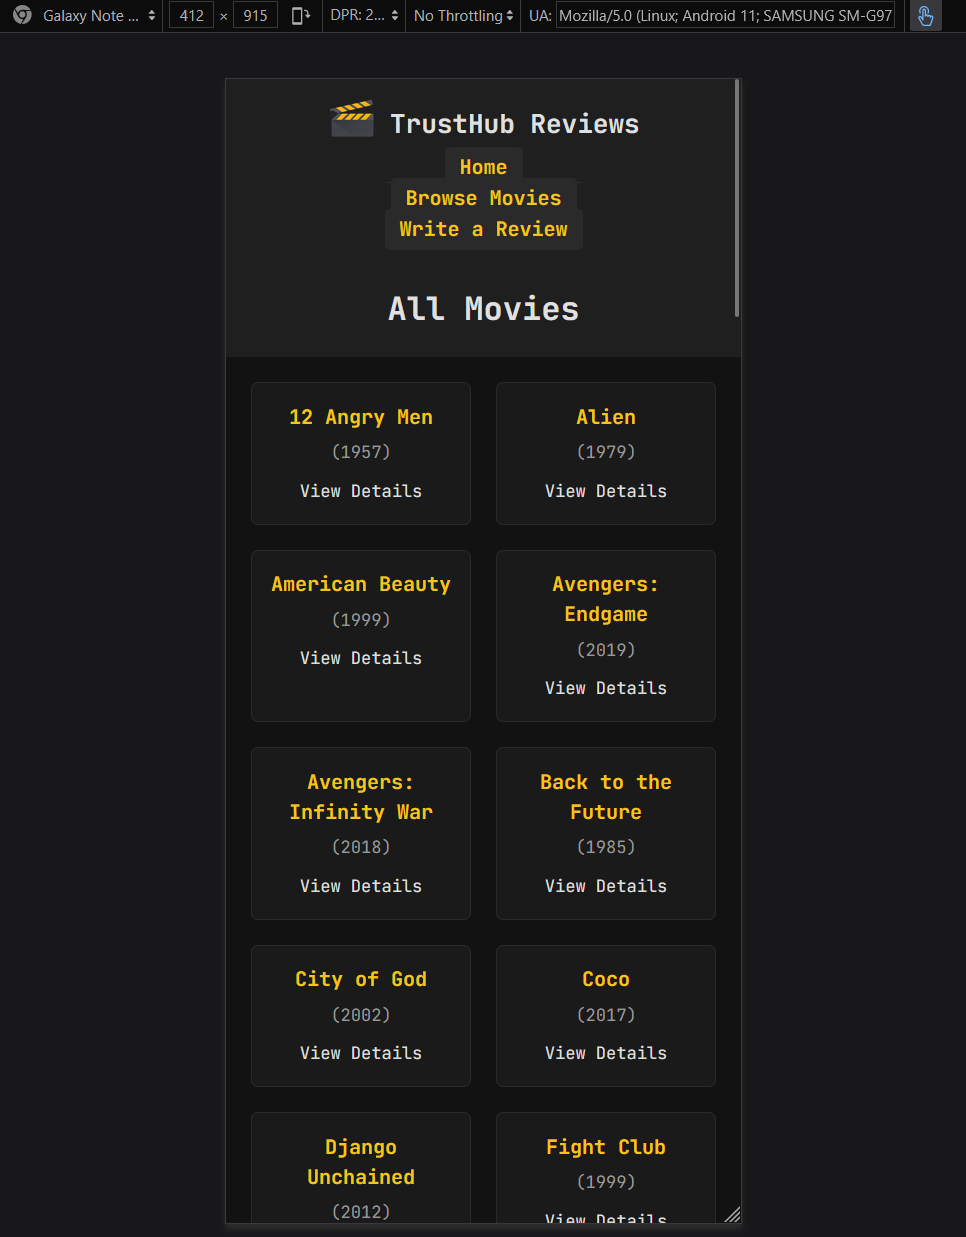 Galaxy Note ... 412 × 915 DPR: 2... No Throttling UA: Mozilla/5.0 (Linux; Android 11; SAMSUNG SM-G97
TrustHub Reviews
Home
Browse Movies
Write a Review
All Movies
12 Angry Men
(1957)
View Details
Alien
(1979)
View Details
American Beauty
(1999)
View Details
Avengers:
Endgame
(2019)
View Details
Avengers:
Infinity War
(2018)
View Details
Back to the
Future
(1985)
View Details
City of God
(2002)
View Details
Coco
(2017)
View Details
Django
Unchained
(2012)
Fight Club
(1999)
View Details